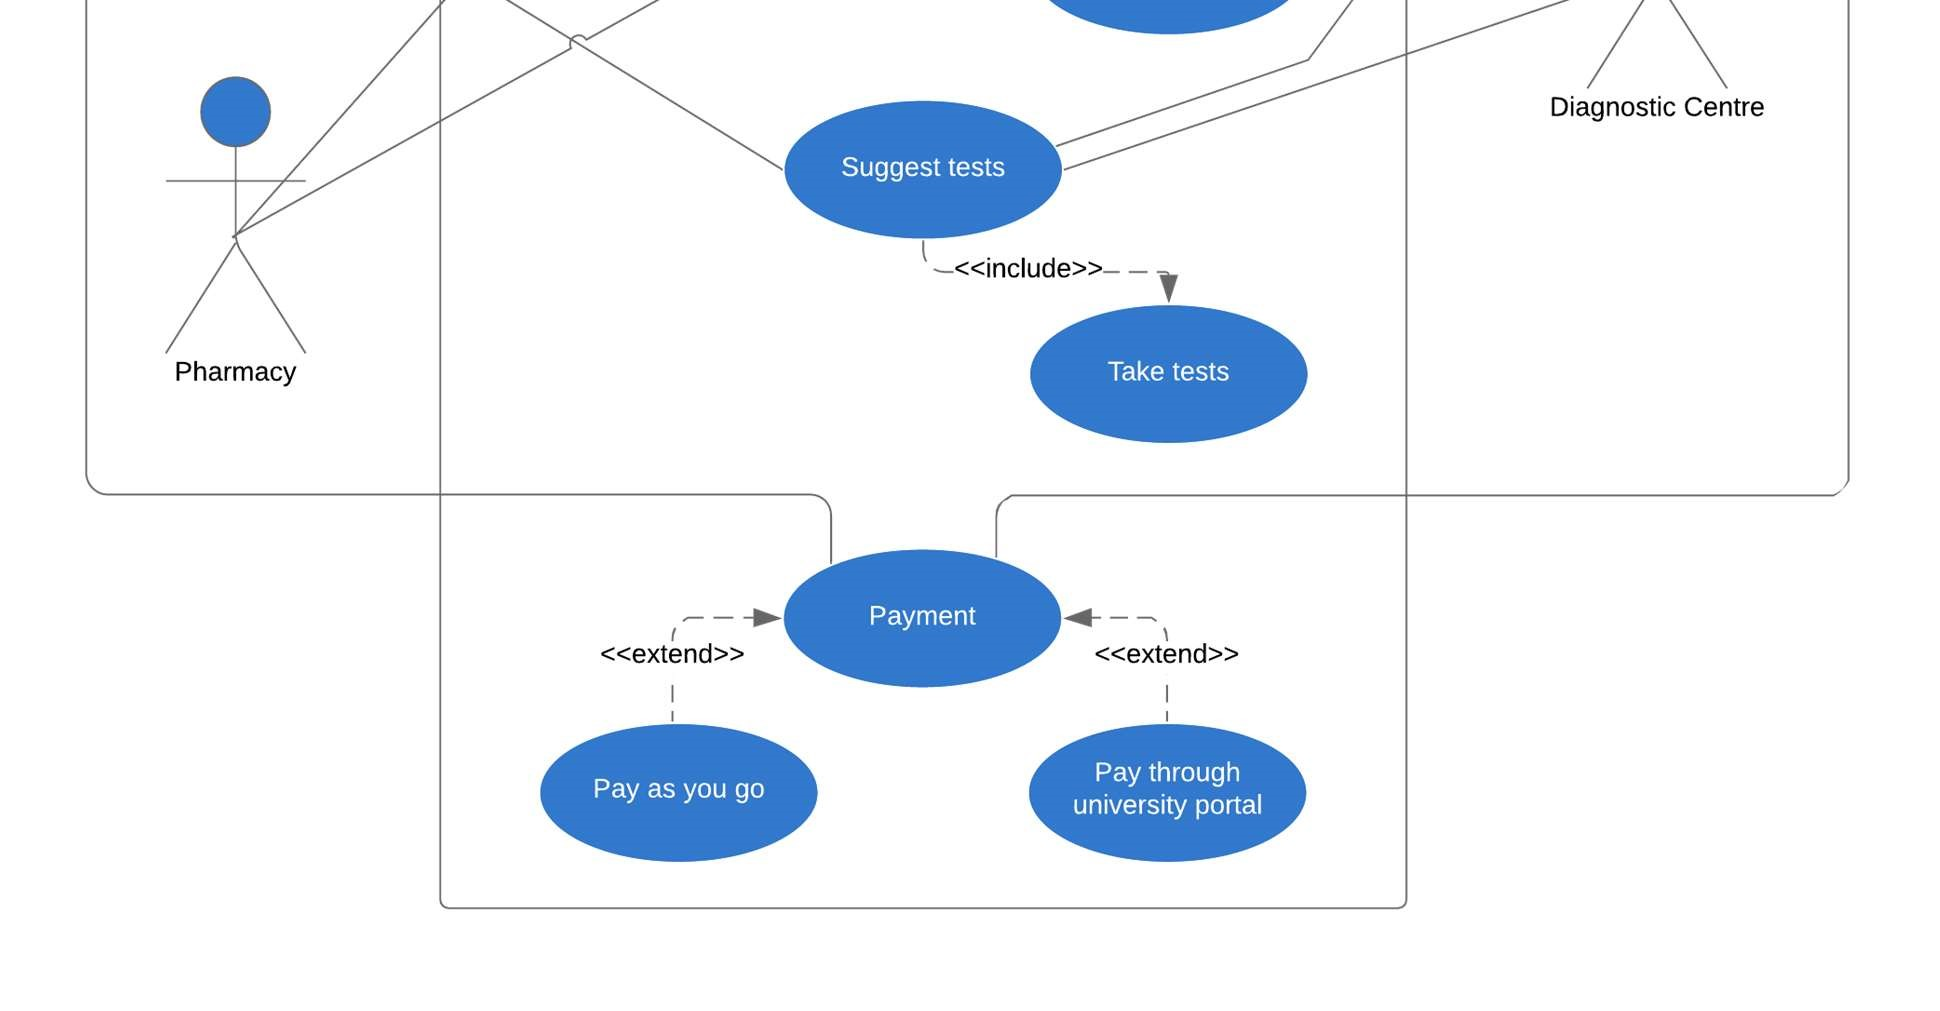 Diagnostic Centre
Suggest tests
<<include>>
Pharmacy
Take tests
Payment
<<extend>>
<<extend>>
Pay as you go
Pay through
university portal